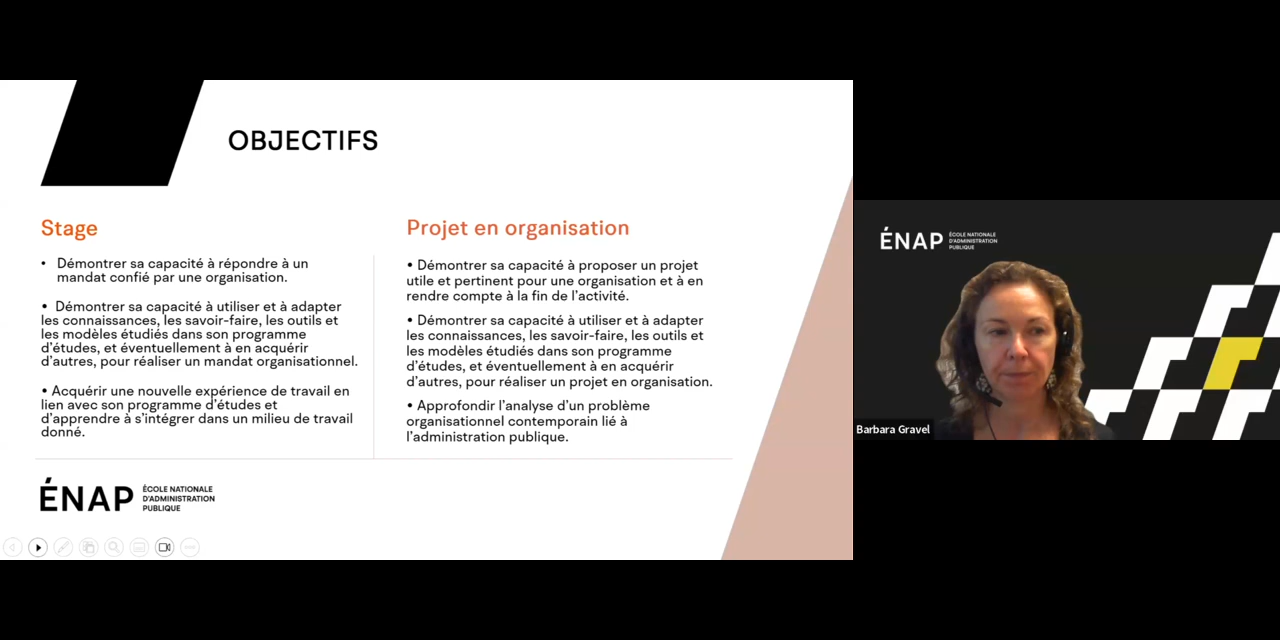 OBJECTIFS
Stage
• Démontrer sa capacité à répondre à un
mandat confié par une organisation.
• Démontrer sa capacité à utiliser et à adapter
les connaissances, les savoir-faire, les outils et
les modèles étudiés dans son programme
d'études, et éventuellement à en acquérir
d'autres, pour réaliser un mandat organisationnel.
• Acquérir une nouvelle expérience de travail en
lien avec son programme d'études et
d'apprendre à s'intégrer dans un milieu de travail
donné.
Projet en organisation
• Démontrer sa capacité à proposer un projet
utile et pertinent pour une organisation et à en
rendre compte à la fin de l'activité.
• Démontrer sa capacité à utiliser et à adapter
les connaissances, les savoir-faire, les outils et
les modèles étudiés dans son programme
d'études, et éventuellement à en acquérir
d'autres, pour réaliser un projet en organisation.
• Approfondir l'analyse d'un problème
organisationnel contemporain lié à
l'administration publique.
ÉNAP
ÉCOLE NATIONALE
D'ADMINISTRATION
PUBLIQUE
ÉNAP
ÉCOLE NATIONALE
D'ADMINISTRATION
PUBLIQUE
Barbara Gravel